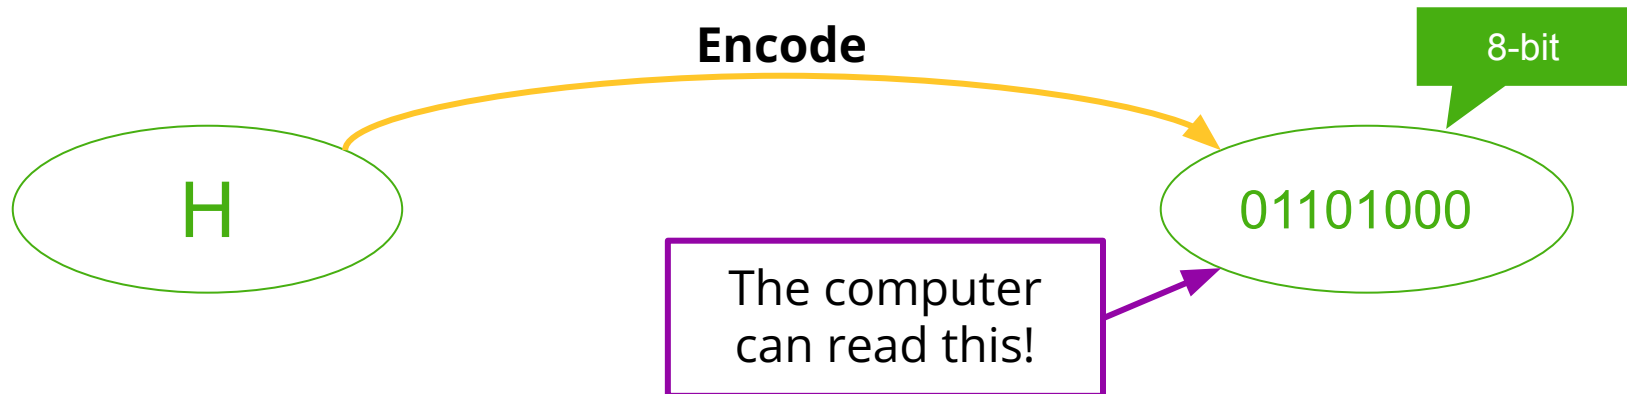 Encode
8-bit
H
01101000
The computer
can read this!